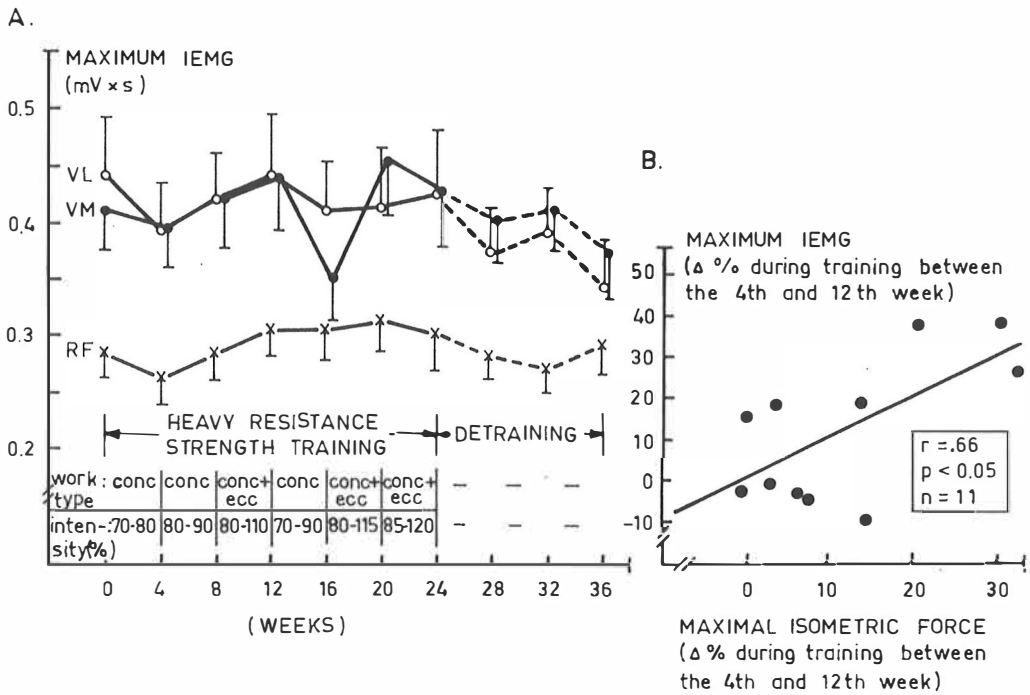 A.
MAXIMUM IEMG
(mV × s)
0.5
0.4
0.3
0.2
VL
VM
RF
HEAVY RESISTANCE
STRENGTH TRAINING
DETRAINING
work : conc conc conc+ conc conc+ conc+ – – –
type ecc ecc ecc
inten-: 70-80 80-90 80-110 70-90 80-115 85-120 – – –
sity(%)
0 4 8 12 16 20 24 28 32 36
(WEEKS)
B.
MAXIMUM IEMG
(Δ % during training between
the 4th and 12th week)
50
40
30
20
10
0
-10
r =.66
p < 0.05
n = 11
0 10 20 30
MAXIMAL ISOMETRIC FORCE
(Δ % during training between
the 4th and 12th week)